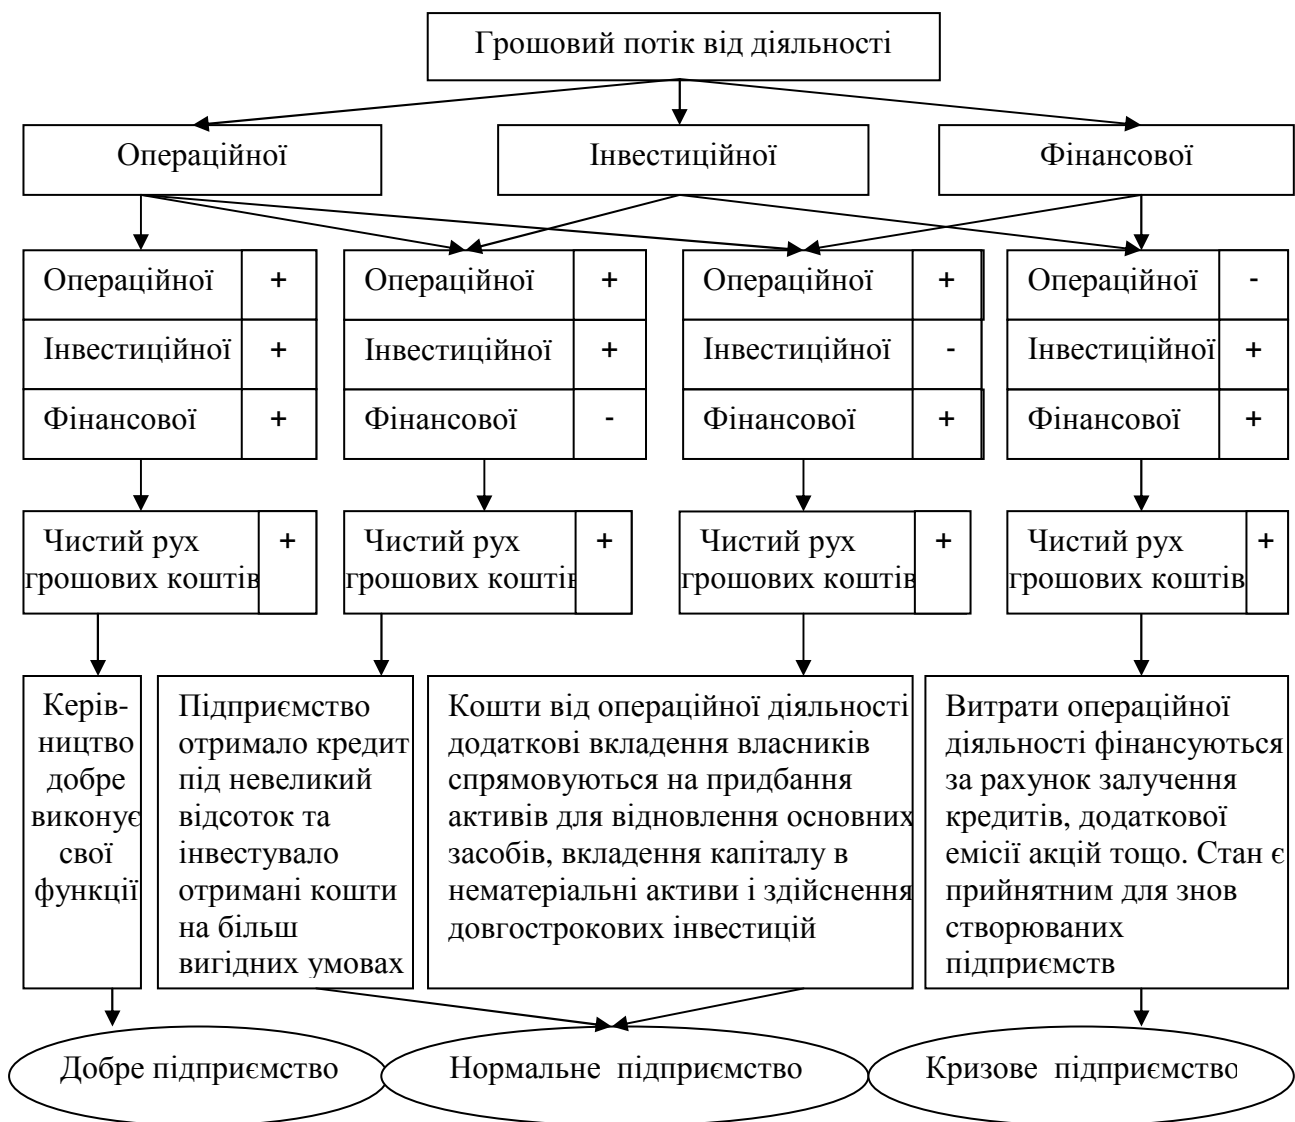 Грошовий потік від діяльності
Операційної
Інвестиційної
Фінансової
Операційної +
Інвестиційної +
Фінансової +
Операційної +
Інвестиційної +
Фінансової -
Операційної +
Інвестиційної -
Фінансової +
Операційної -
Інвестиційної +
Фінансової +
Чистий рух +
грошових коштів
Чистий рух +
грошових коштів
Чистий рух +
грошових коштів
Чистий рух +
грошових коштів
Керів-
ництво
добре
виконує
свої
функції
Підприємство
отримало кредит
під невеликий
відсоток та
інвестувало
отримані кошти
на більш
вигідних умовах
Кошти від операційної діяльності
додаткові вкладення власників
спрямовуються на придбання
активів для відновлення основних
засобів, вкладення капіталу в
нематеріальні активи і здійснення
довгострокових інвестицій
Витрати операційної
діяльності фінансуються
за рахунок залучення
кредитів, додаткової
емісії акцій тощо. Стан є
прийнятним для знов
створюваних
підприємств
Добре підприємство
Нормальне підприємство
Кризове підприємство